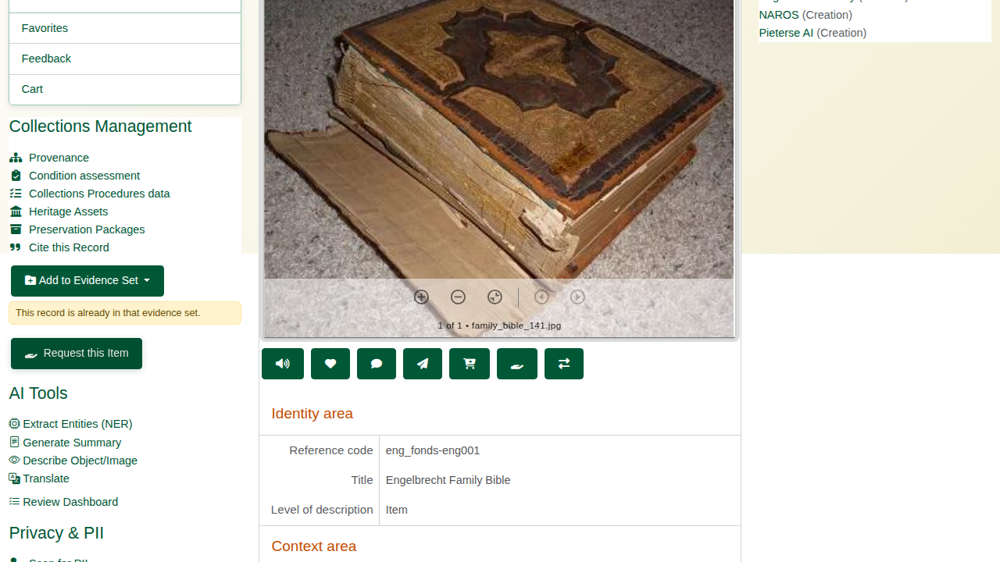 Favorites
Feedback
Cart
Collections Management
Provenance
Condition assessment
Collections Procedures data
Heritage Assets
Preservation Packages
Cite this Record
Add to Evidence Set
This record is already in that evidence set.
Request this Item
AI Tools
Extract Entities (NER)
Generate Summary
Describe Object/Image
Translate
Review Dashboard
Privacy & PII
1 of 1 • family_bible_141.jpg
Identity area
Reference code eng_fonds-eng001
Title Engelbrecht Family Bible
Level of description Item
Context area
NAROS (Creation)
Pieterse AI (Creation)